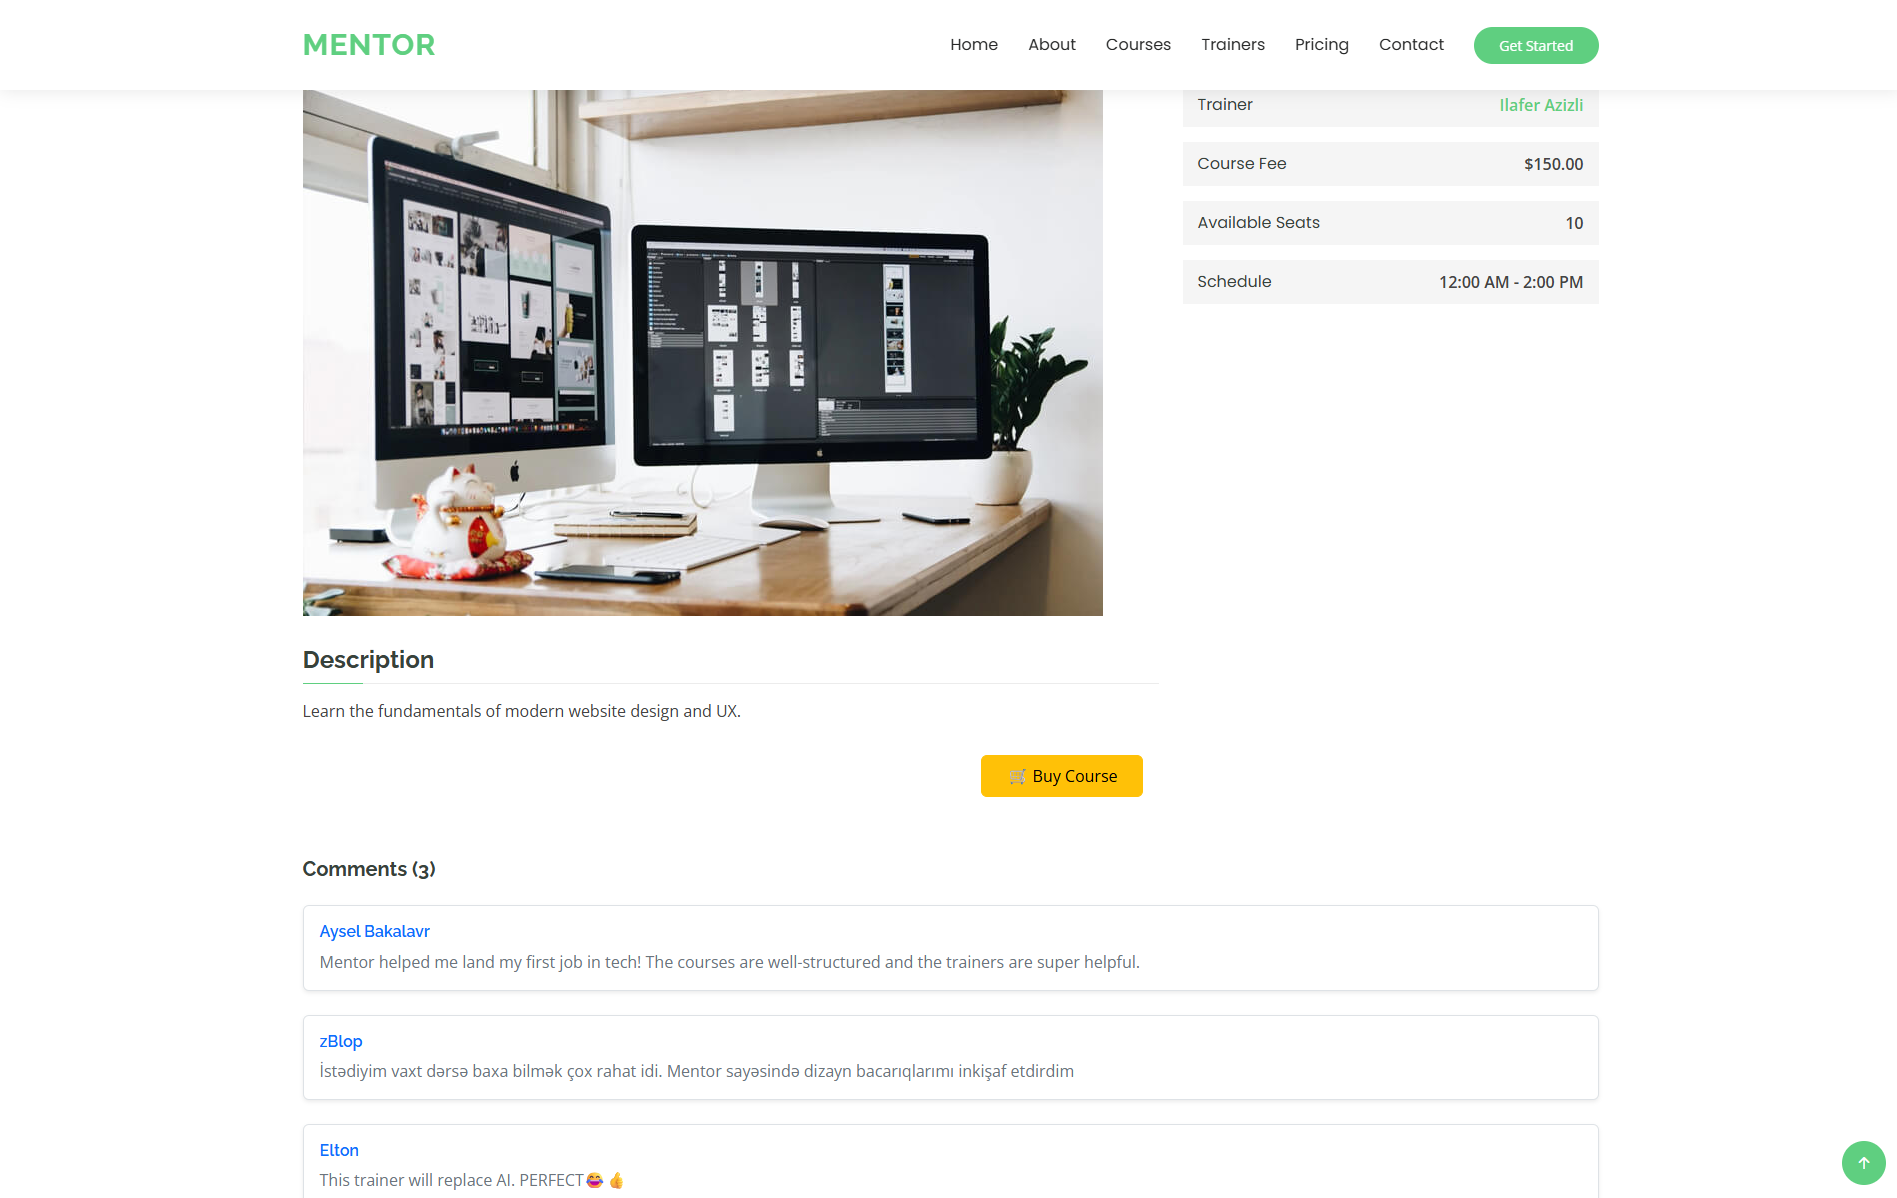 MENTOR
Home About Courses Trainers Pricing Contact Get Started
Trainer Ilafer Azizli
Course Fee $150.00
Available Seats 10
Schedule 12:00 AM - 2:00 PM
Description
Learn the fundamentals of modern website design and UX.
🛒 Buy Course
Comments (3)
Aysel Bakalavr
Mentor helped me land my first job in tech! The courses are well-structured and the trainers are super helpful.
zBlop
İstədiyim vaxt dərsə baxa bilmək çox rahat idi. Mentor sayəsində dizayn bacarıqlarımı inkişaf etdirdim
Elton
This trainer will replace AI. PERFECT😂👍